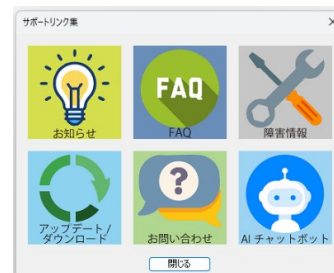 サポートリンク集
FAQ
お知らせ
FAQ
障害情報
?
アップデート/
ダウンロード
お問い合わせ
AI チャットボット
閉じる